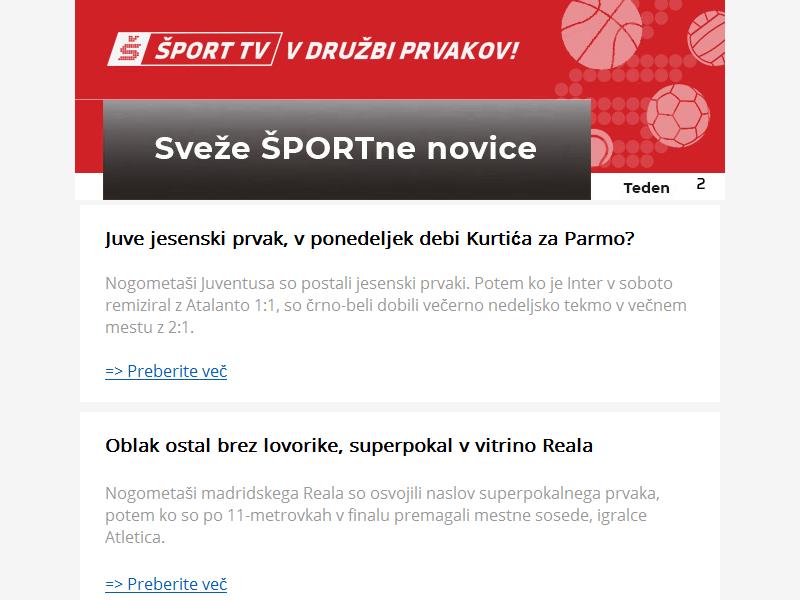 Š ŠPORT TV V DRUŽBI PRVAKOV!
Sveže ŠPORTne novice
Teden 2
Juve jesenski prvak, v ponedeljek debi Kurtića za Parmo?
Nogometaši Juventusa so postali jesenski prvaki. Potem ko je Inter v soboto
remiziral z Atalanto 1:1, so črno-beli dobili večerno nedeljsko tekmo v večnem
mestu z 2:1.
=> Preberite več
Oblak ostal brez lovorike, superpokal v vitrino Reala
Nogometaši madridskega Reala so osvojili naslov superpokalnega prvaka,
potem ko so po 11-metrovkah v finalu premagali mestne sosede, igralce
Atletica.
=> Preberite več